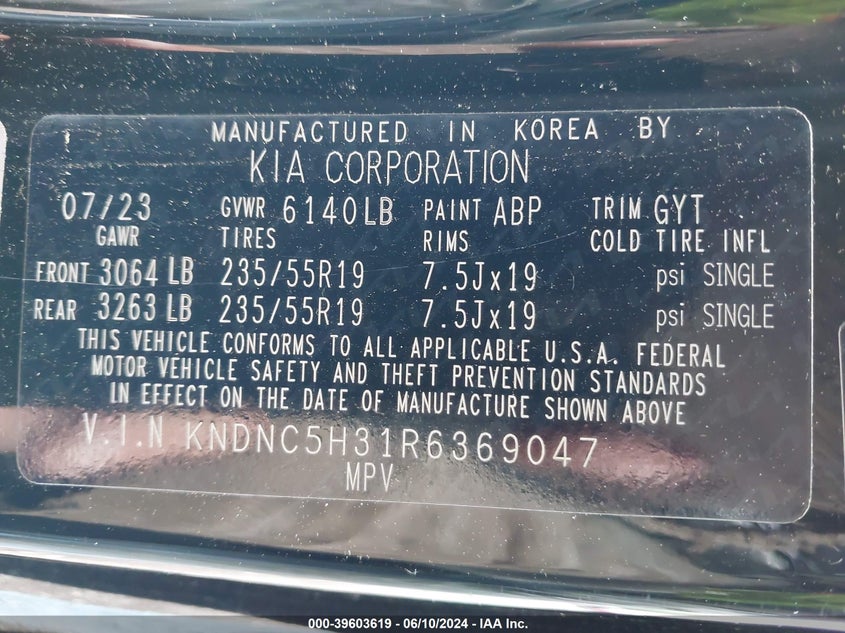 MANUFACTURED IN KOREA BY
KIA CORPORATION
07/23 GVWR 6140LB PAINT ABP TRIM GYT
GAWR TIRES RIMS COLD TIRE INFL
FRONT 3064 LB 235/55R19 7.5Jx19 psi SINGLE
REAR 3263 LB 235/55R19 7.5Jx19 psi SINGLE
THIS VEHICLE CONFORMS TO ALL APPLICABLE U.S.A. FEDERAL
MOTOR VEHICLE SAFETY AND THEFT PREVENTION STANDARDS
IN EFFECT ON THE DATE OF MANUFACTURE SHOWN ABOVE
V.I.N KNDNC5H31R6369047
MPV
000-39603619 - 06/10/2024 - IAA Inc.